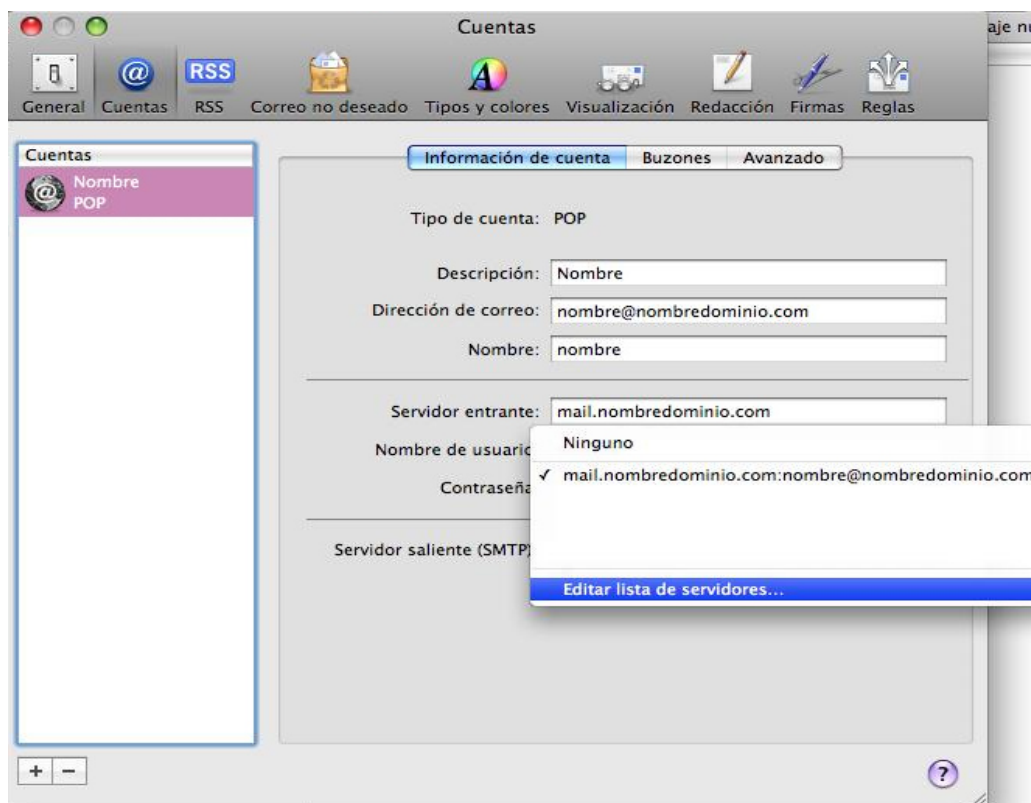 Cuentas
aje nu
General Cuentas RSS Correo no deseado Tipos y colores Visualización Redacción Firmas Reglas
RSS
Cuentas
Nombre
POP
Información de cuenta Buzones Avanzado
Tipo de cuenta: POP
Descripción: Nombre
Dirección de correo: nombre@nombredominio.com
Nombre: nombre
Servidor entrante: mail.nombredominio.com
Nombre de usuario
Ninguno
✓ mail.nombredominio.com:nombre@nombredominio.com
Contraseña
Servidor saliente (SMTP)
Editar lista de servidores...
+ −
?